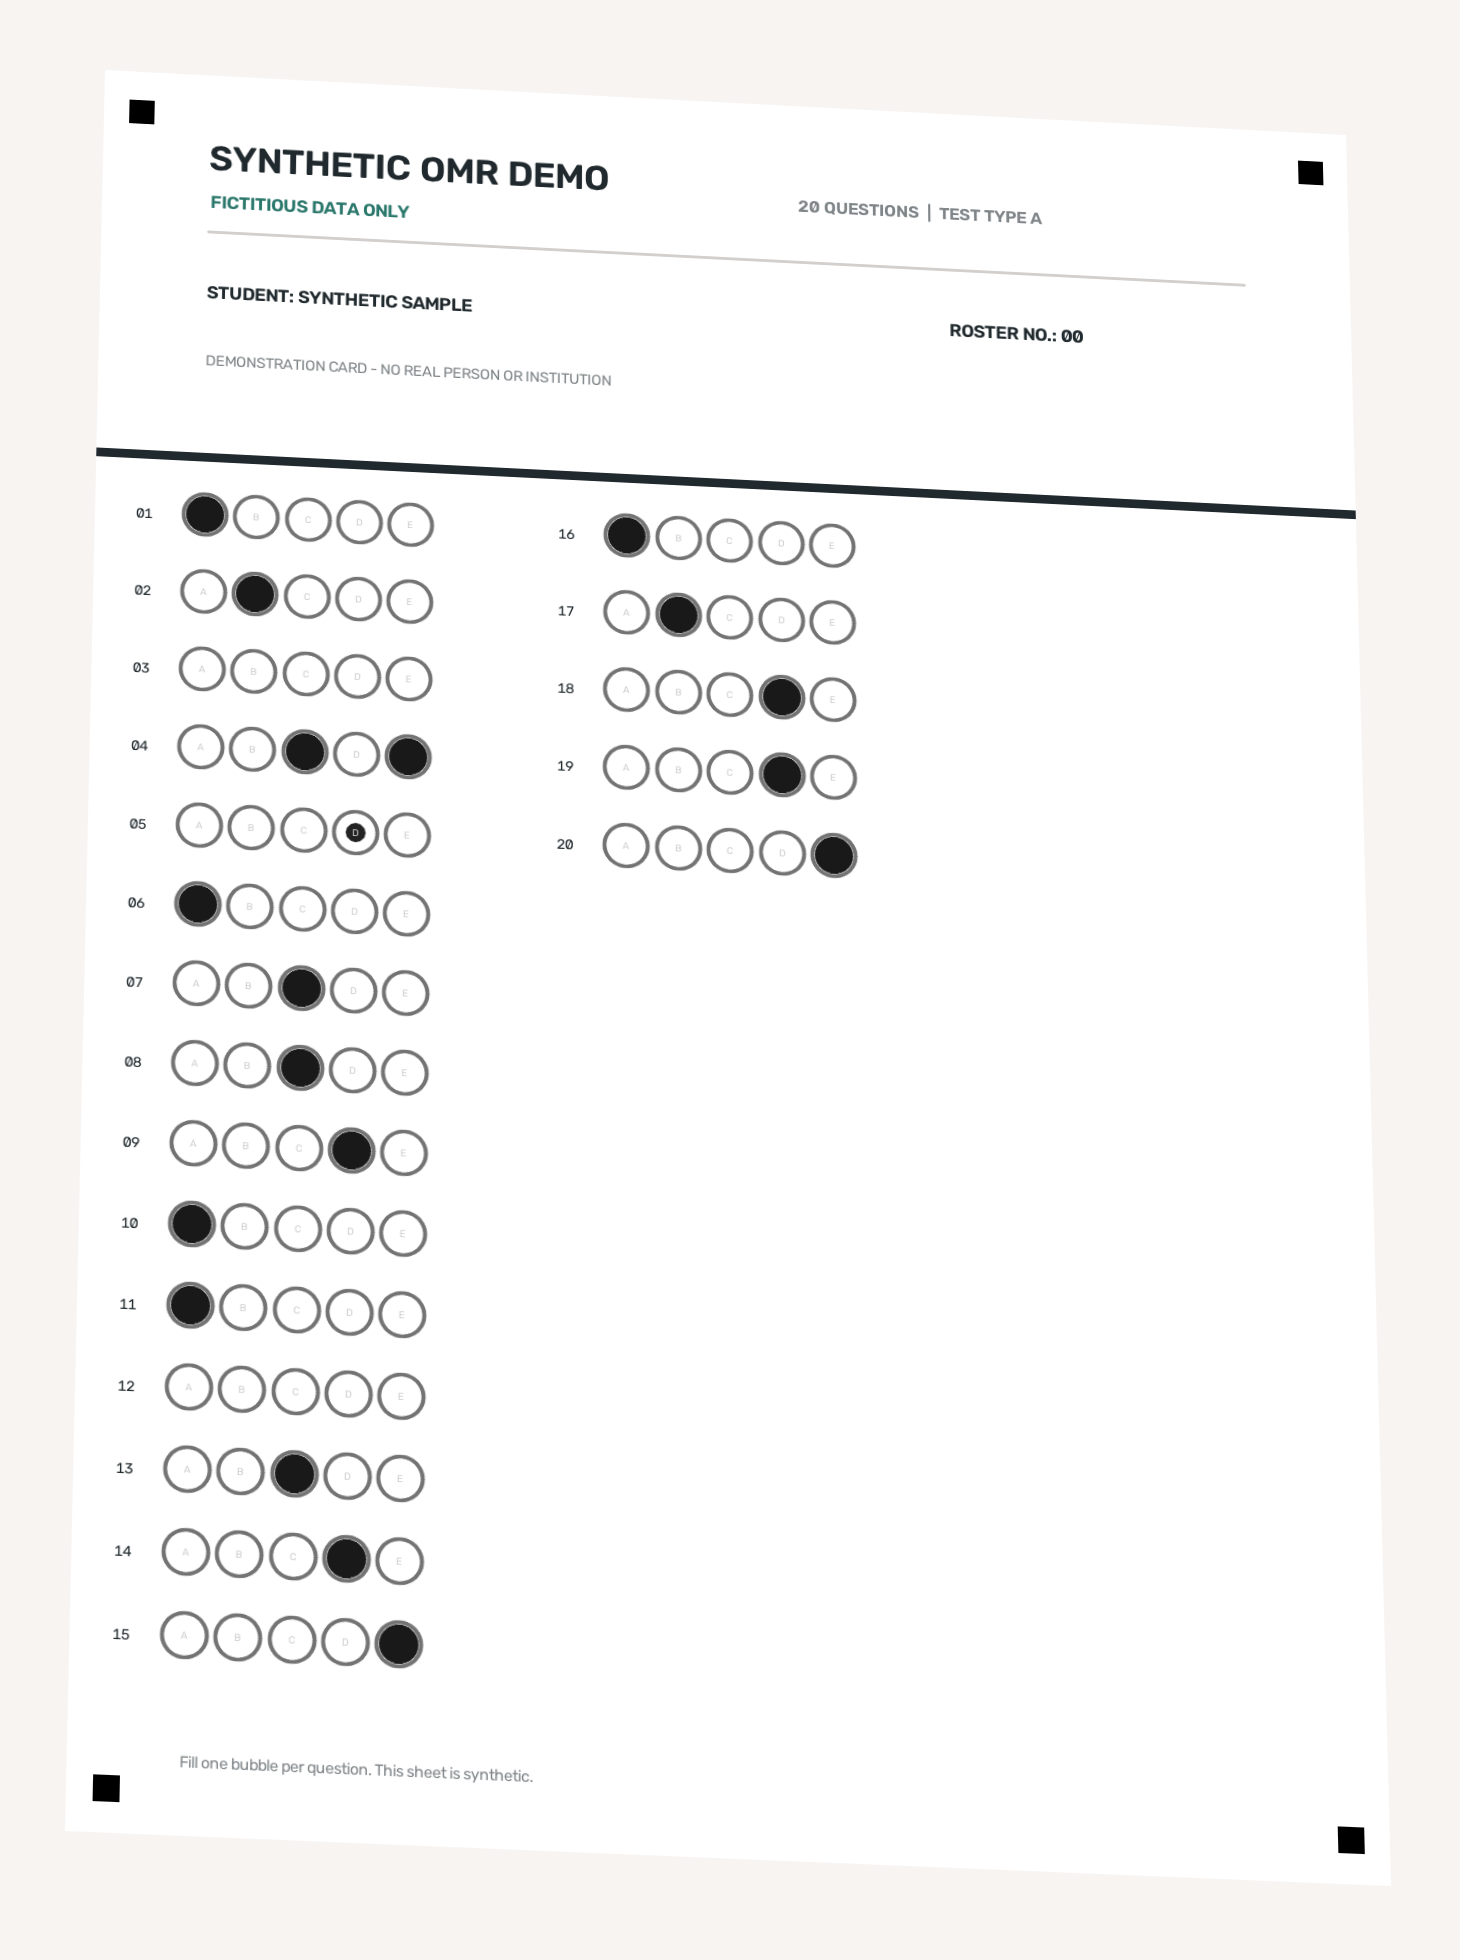 SYNTHETIC OMR DEMO
FICTITIOUS DATA ONLY
20 QUESTIONS | TEST TYPE A
STUDENT: SYNTHETIC SAMPLE
ROSTER NO.: 00
DEMONSTRATION CARD - NO REAL PERSON OR INSTITUTION
01 B C D E
02 A C D E
03 A B C D E
04 A B D
05 A B C D E
06 B C D E
07 A B D E
08 A B D E
09 A B C E
10 B C D E
11 B C D E
12 A B C D E
13 A B D E
14 A B C E
15 A B C D
16 B C D E
17 A C D E
18 A B C E
19 A B C E
20 A B C D
Fill one bubble per question. This sheet is synthetic.